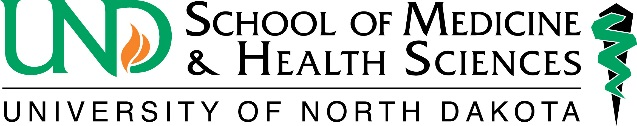 UND SCHOOL OF MEDICINE
& HEALTH SCIENCES
UNIVERSITY OF NORTH DAKOTA